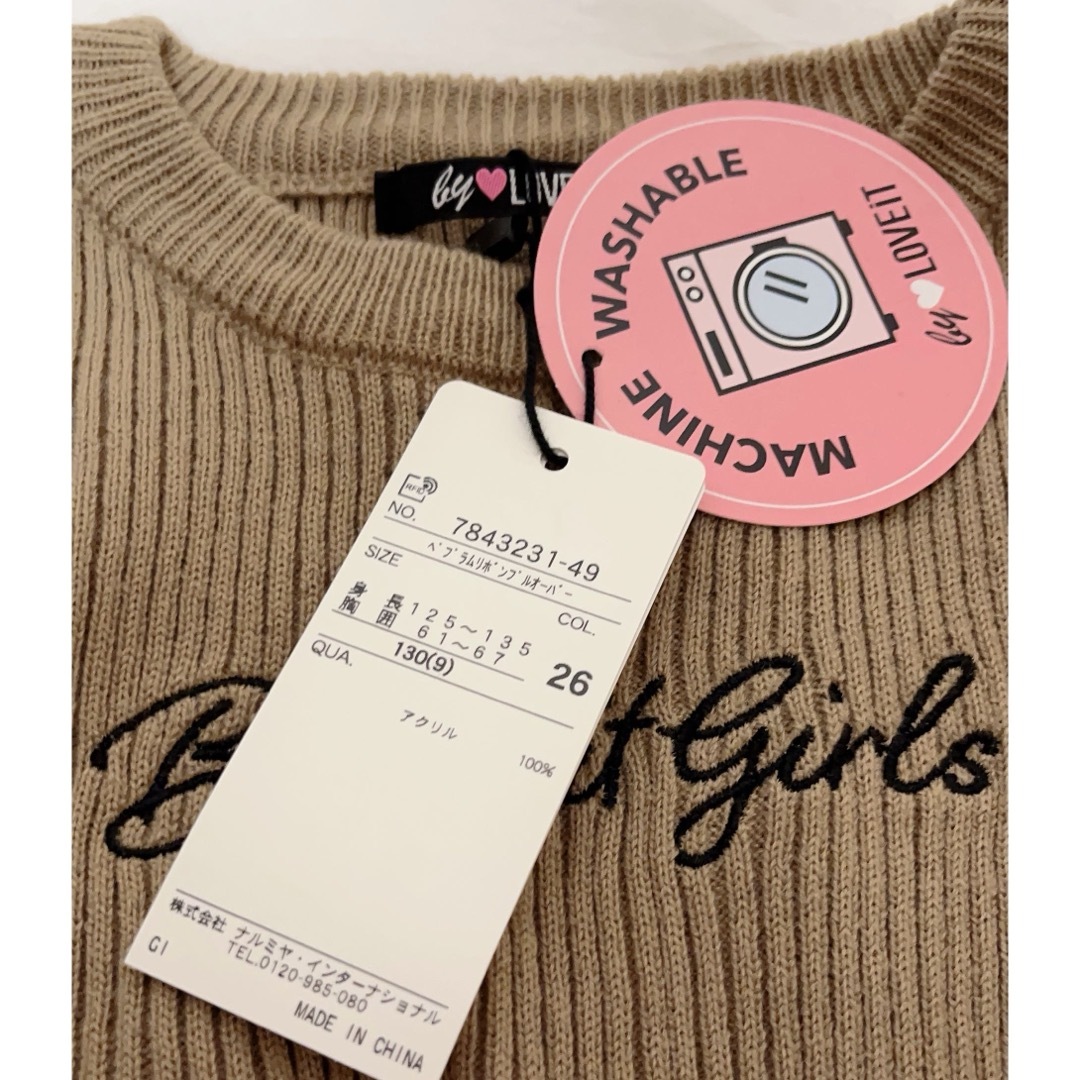 by♥LOVE
MACHINE WASHABLE
by♥LOVEiT
RFID
NO. 7843231-49
ペプラムリボンプルオーバー
SIZE
COL.
身長 125～135
胸囲 61～67
130(9)
26
QUA.
アクリル 100%
株式会社 ナルミヤ・インターナショナル
TEL.0120-985-080
GI
MADE IN CHINA
Girls